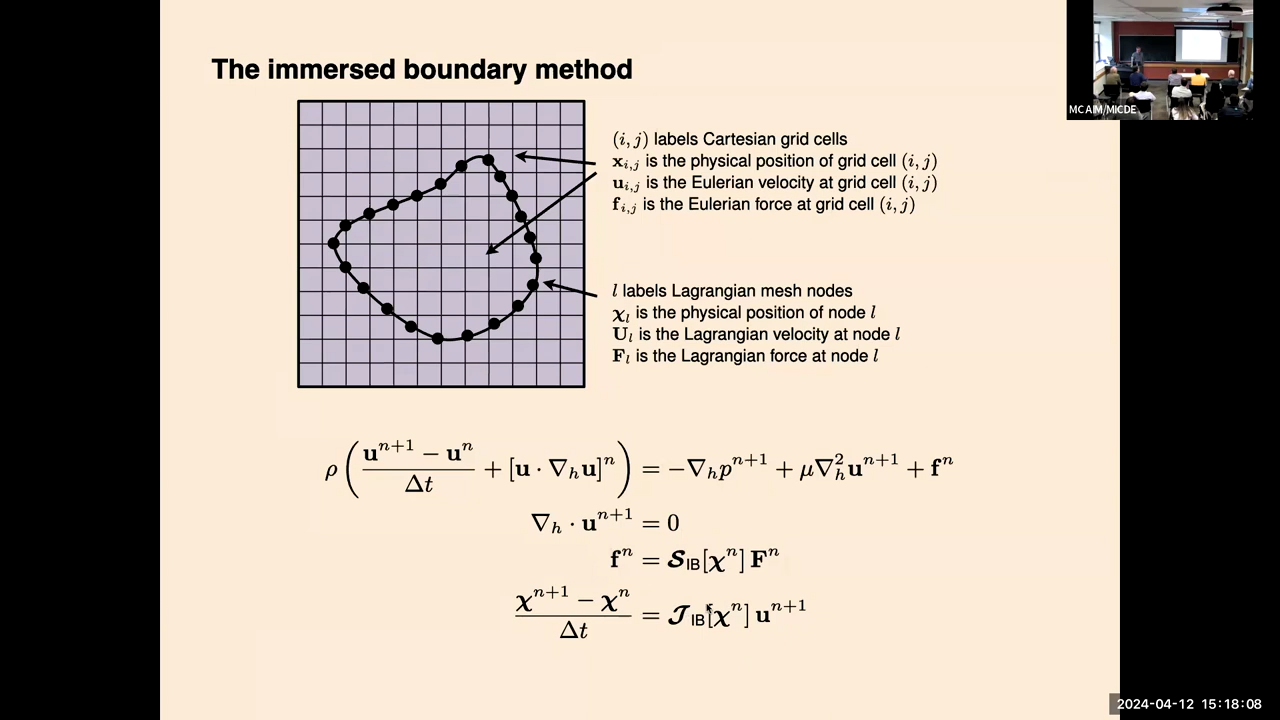 The immersed boundary method
MCAIM/MICDE
(i, j) labels Cartesian grid cells
x_{i,j} is the physical position of grid cell (i, j)
u_{i,j} is the Eulerian velocity at grid cell (i, j)
f_{i,j} is the Eulerian force at grid cell (i, j)
l labels Lagrangian mesh nodes
χ_l is the physical position of node l
U_l is the Lagrangian velocity at node l
F_l is the Lagrangian force at node l
ρ ( (u^{n+1} − u^n) / Δt + [u · ∇_h u]^n ) = −∇_h p^{n+1} + μ∇_h^2 u^{n+1} + f^n
∇_h · u^{n+1} = 0
f^n = 𝓢_{IB}[χ^n] F^n
(χ^{n+1} − χ^n) / Δt = 𝓙_{IB}[χ^n] u^{n+1}
2024-04-12 15:18:08